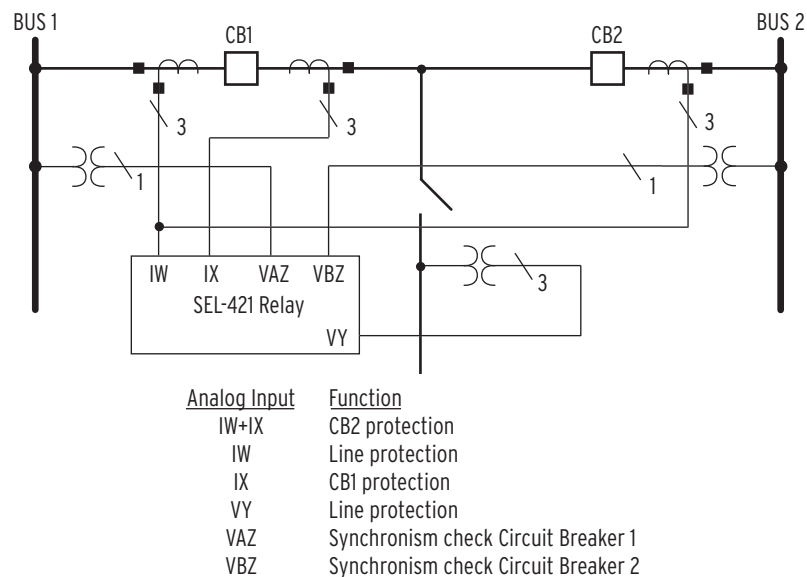 BUS 1
BUS 2
CB1
CB2
3
3
3
1
1
IW IX VAZ VBZ
SEL-421 Relay
VY
3
Analog Input Function
IW+IX CB2 protection
IW Line protection
IX CB1 protection
VY Line protection
VAZ Synchronism check Circuit Breaker 1
VBZ Synchronism check Circuit Breaker 2